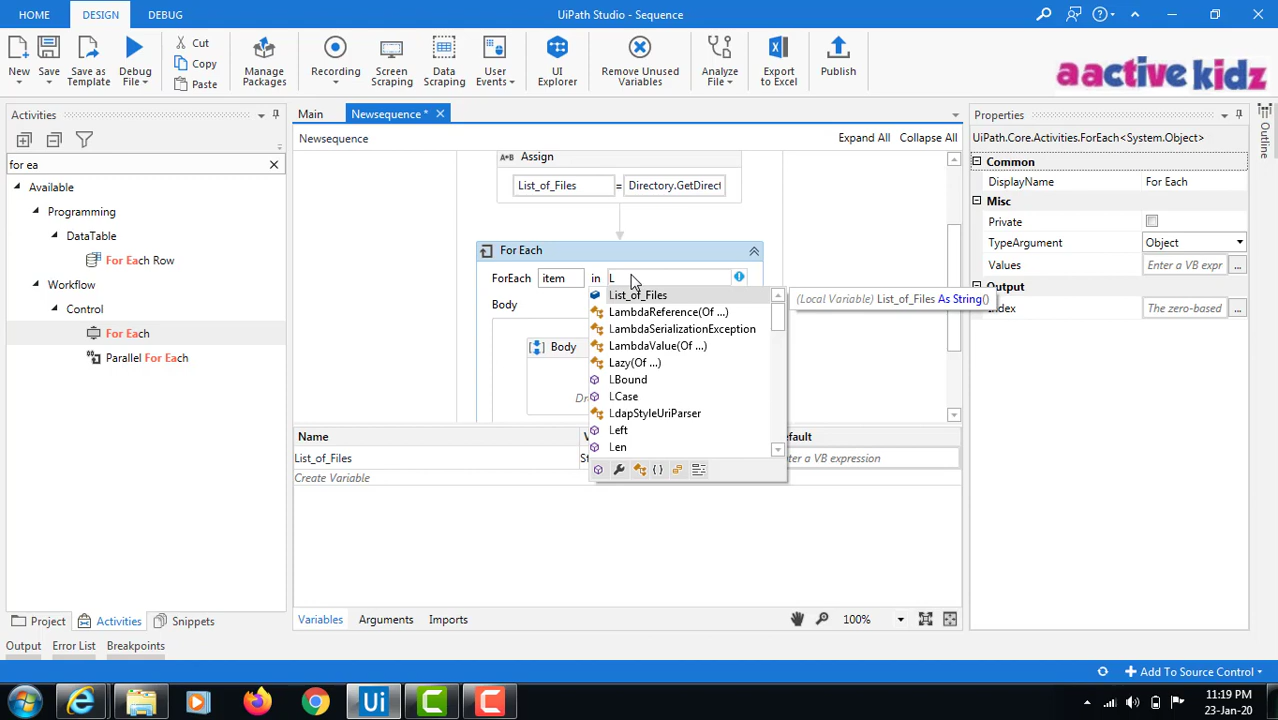 HOME DESIGN DEBUG UiPath Studio - Sequence
New Save Save as Template Debug File Cut Copy Paste Manage Packages Recording Screen Scraping Data Scraping User Events UI Explorer Remove Unused Variables Analyze File Export to Excel Publish
aactive kidz
Activities
for ea
Available
Programming
DataTable
For Each Row
Workflow
Control
For Each
Parallel For Each
Project Activities Snippets
Main Newsequence *
Newsequence Expand All Collapse All
A*B Assign
List_of_Files = Directory.GetDirect
For Each
ForEach item in L
Body
Body
List_of_Files
LambdaReference(Of ...)
LambdaSerializationException
LambdaValue(Of ...)
Lazy(Of ...)
LBound
LCase
LdapStyleUriParser
Left
Len
(Local Variable) List_of_Files As String()
Name
List_of_Files nter a VB expression
Create Variable
Variables Arguments Imports 100%
Properties
UiPath.Core.Activities.ForEach<System.Object>
Common
DisplayName For Each
Misc
Private
TypeArgument Object
Values Enter a VB expr ...
Output
Index The zero-based ...
Outline
Output Error List Breakpoints
Add To Source Control
Ui C C
11:19 PM
23-Jan-20